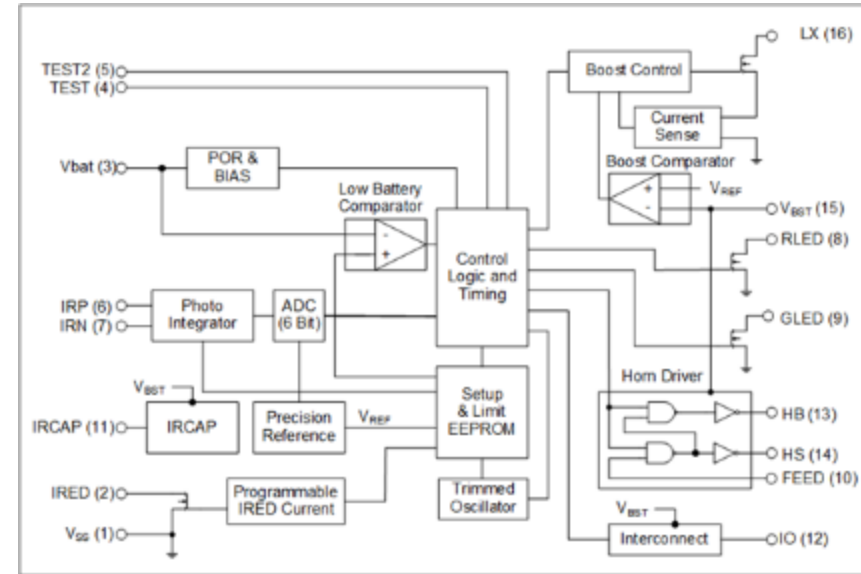 LX (16)
TEST2 (5)
TEST (4)
Boost Control
Current
Sense
Vbat (3)
POR &
BIAS
Boost Comparator
Low Battery
Comparator
+
VREF
-
VBST (15)
RLED (8)
-
+
Control
Logic and
Timing
IRP (6)
IRN (7)
Photo
Integrator
ADC
(6 Bit)
GLED (9)
Horn Driver
VBST
Setup
& Limit
EEPROM
HB (13)
IRCAP (11)
IRCAP
Precision
Reference
VREF
HS (14)
FEED (10)
IRED (2)
Programmable
IRED Current
Trimmed
Oscillator
VBST
VSS (1)
Interconnect
IO (12)